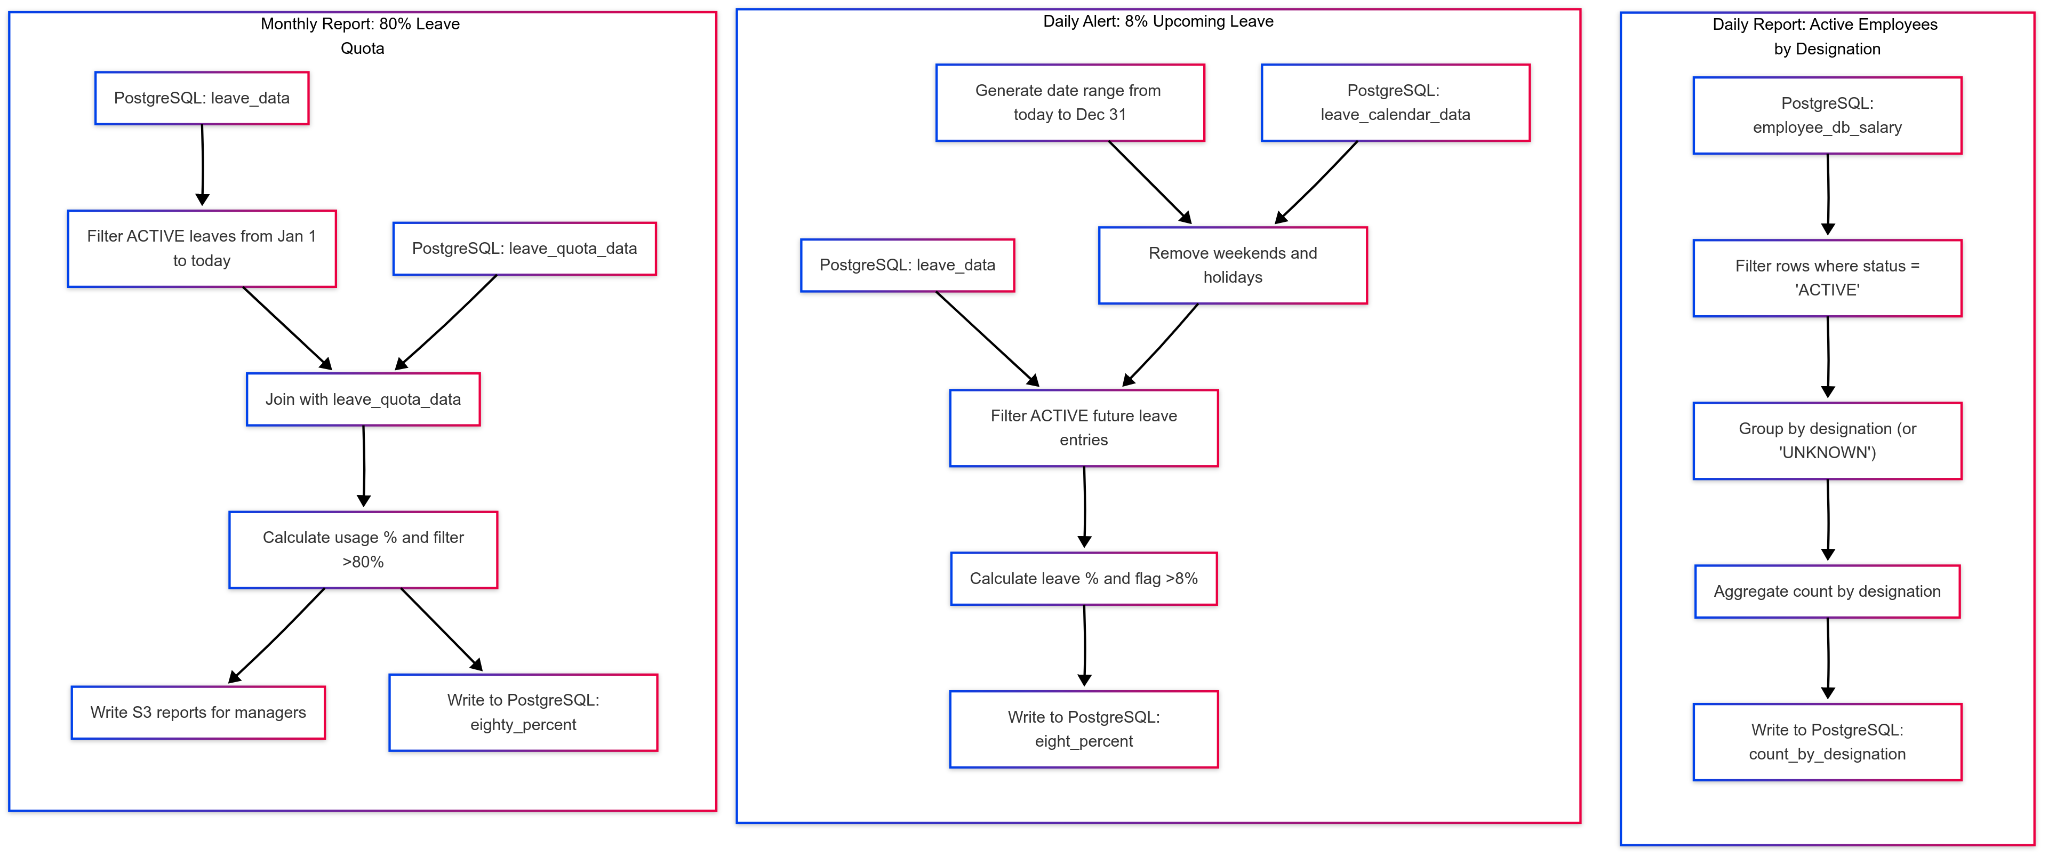 Monthly Report: 80% Leave
Quota
PostgreSQL: leave_data
Filter ACTIVE leaves from Jan 1
to today
PostgreSQL: leave_quota_data
Join with leave_quota_data
Calculate usage % and filter
>80%
Write S3 reports for managers
Write to PostgreSQL:
eighty_percent
Daily Alert: 8% Upcoming Leave
Generate date range from
today to Dec 31
PostgreSQL:
leave_calendar_data
PostgreSQL: leave_data
Remove weekends and
holidays
Filter ACTIVE future leave
entries
Calculate leave % and flag >8%
Write to PostgreSQL:
eight_percent
Daily Report: Active Employees
by Designation
PostgreSQL:
employee_db_salary
Filter rows where status =
'ACTIVE'
Group by designation (or
'UNKNOWN')
Aggregate count by designation
Write to PostgreSQL:
count_by_designation